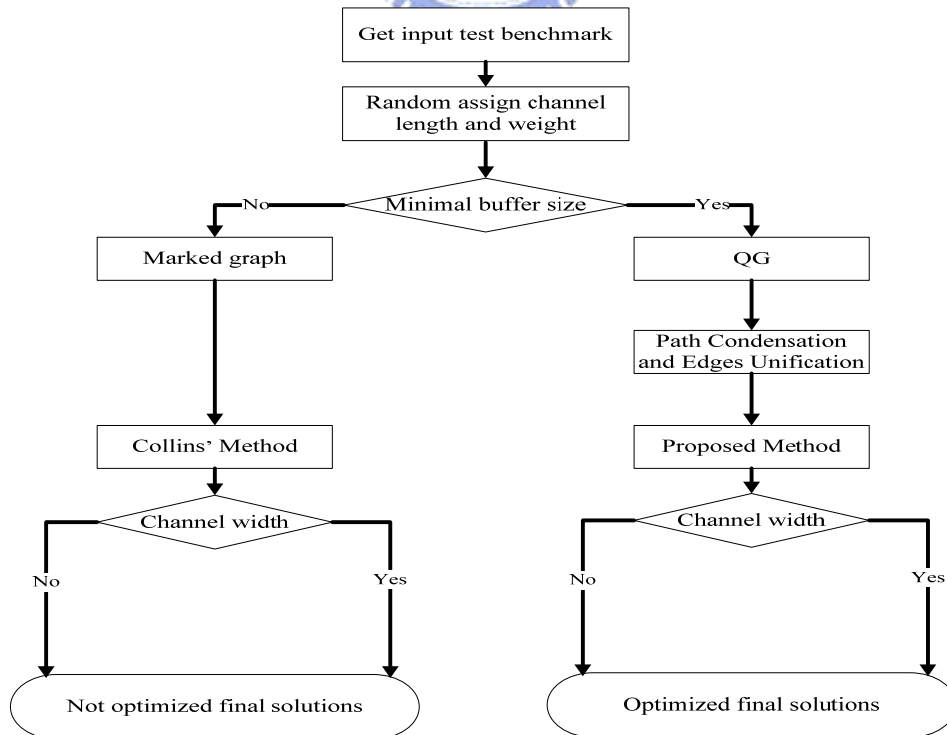 Get input test benchmark
Random assign channel
length and weight
Minimal buffer size
No
Yes
Marked graph
QG
Path Condensation
and Edges Unification
Collins’ Method
Proposed Method
Channel width
Channel width
No
Yes
No
Yes
Not optimized final solutions
Optimized final solutions